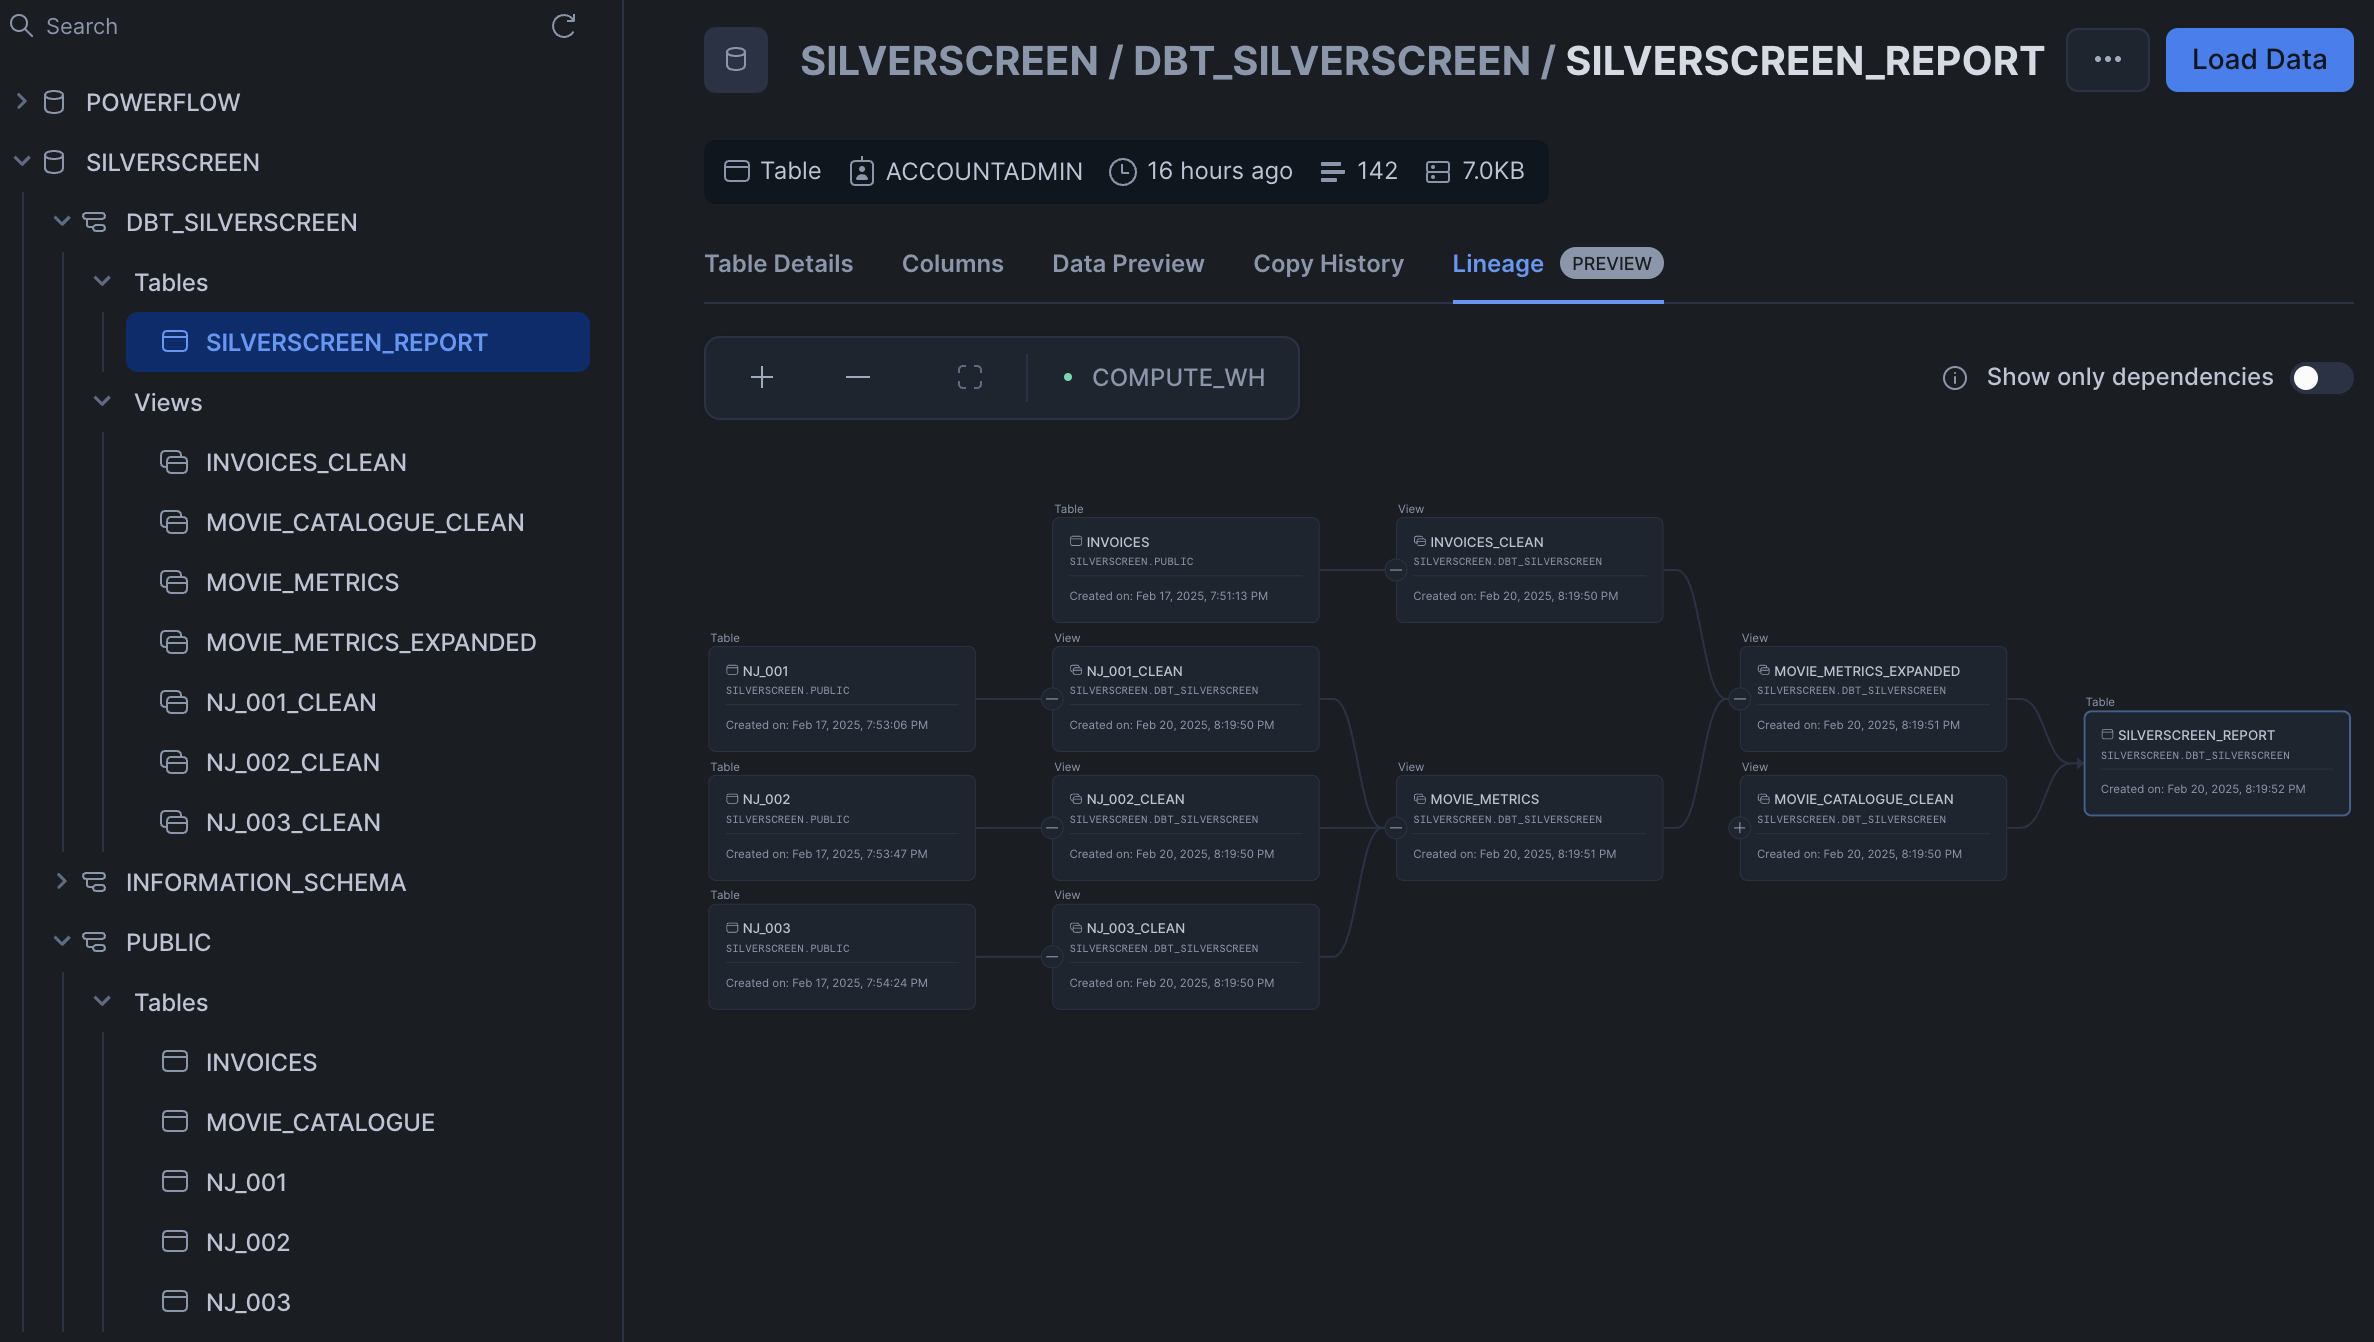 Search
POWERFLOW
SILVERSCREEN
DBT_SILVERSCREEN
Tables
SILVERSCREEN_REPORT
Views
INVOICES_CLEAN
MOVIE_CATALOGUE_CLEAN
MOVIE_METRICS
MOVIE_METRICS_EXPANDED
NJ_001_CLEAN
NJ_002_CLEAN
NJ_003_CLEAN
INFORMATION_SCHEMA
PUBLIC
Tables
INVOICES
MOVIE_CATALOGUE
NJ_001
NJ_002
NJ_003
SILVERSCREEN / DBT_SILVERSCREEN / SILVERSCREEN_REPORT
Load Data
Table ACCOUNTADMIN 16 hours ago 142 7.0KB
Table Details Columns Data Preview Copy History Lineage PREVIEW
COMPUTE_WH
Show only dependencies
Table
INVOICES
SILVERSCREEN.PUBLIC
Created on: Feb 17, 2025, 7:51:13 PM
View
INVOICES_CLEAN
SILVERSCREEN.DBT_SILVERSCREEN
Created on: Feb 20, 2025, 8:19:50 PM
Table
NJ_001
SILVERSCREEN.PUBLIC
Created on: Feb 17, 2025, 7:53:06 PM
View
NJ_001_CLEAN
SILVERSCREEN.DBT_SILVERSCREEN
Created on: Feb 20, 2025, 8:19:50 PM
View
MOVIE_METRICS_EXPANDED
SILVERSCREEN.DBT_SILVERSCREEN
Created on: Feb 20, 2025, 8:19:51 PM
Table
SILVERSCREEN_REPORT
SILVERSCREEN.DBT_SILVERSCREEN
Created on: Feb 20, 2025, 8:19:52 PM
Table
NJ_002
SILVERSCREEN.PUBLIC
Created on: Feb 17, 2025, 7:53:47 PM
View
NJ_002_CLEAN
SILVERSCREEN.DBT_SILVERSCREEN
Created on: Feb 20, 2025, 8:19:50 PM
View
MOVIE_METRICS
SILVERSCREEN.DBT_SILVERSCREEN
Created on: Feb 20, 2025, 8:19:51 PM
View
MOVIE_CATALOGUE_CLEAN
SILVERSCREEN.DBT_SILVERSCREEN
Created on: Feb 20, 2025, 8:19:50 PM
Table
NJ_003
SILVERSCREEN.PUBLIC
Created on: Feb 17, 2025, 7:54:24 PM
View
NJ_003_CLEAN
SILVERSCREEN.DBT_SILVERSCREEN
Created on: Feb 20, 2025, 8:19:50 PM